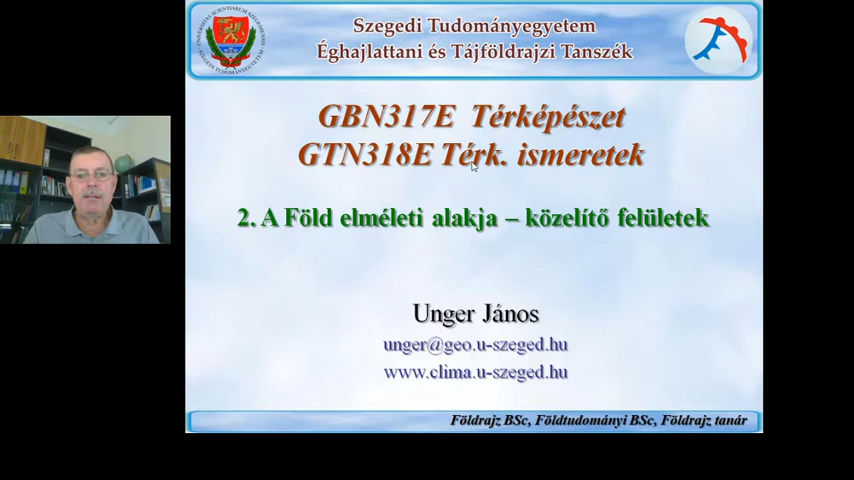 Szegedi Tudományegyetem
Éghajlattani és Tájföldrajzi Tanszék
GBN317E Térképészet
GTN318E Térk. ismeretek
2. A Föld elméleti alakja – közelítő felületek
Unger János
unger@geo.u-szeged.hu
www.clima.u-szeged.hu
Földrajz BSc, Földtudományi BSc, Földrajz tanár